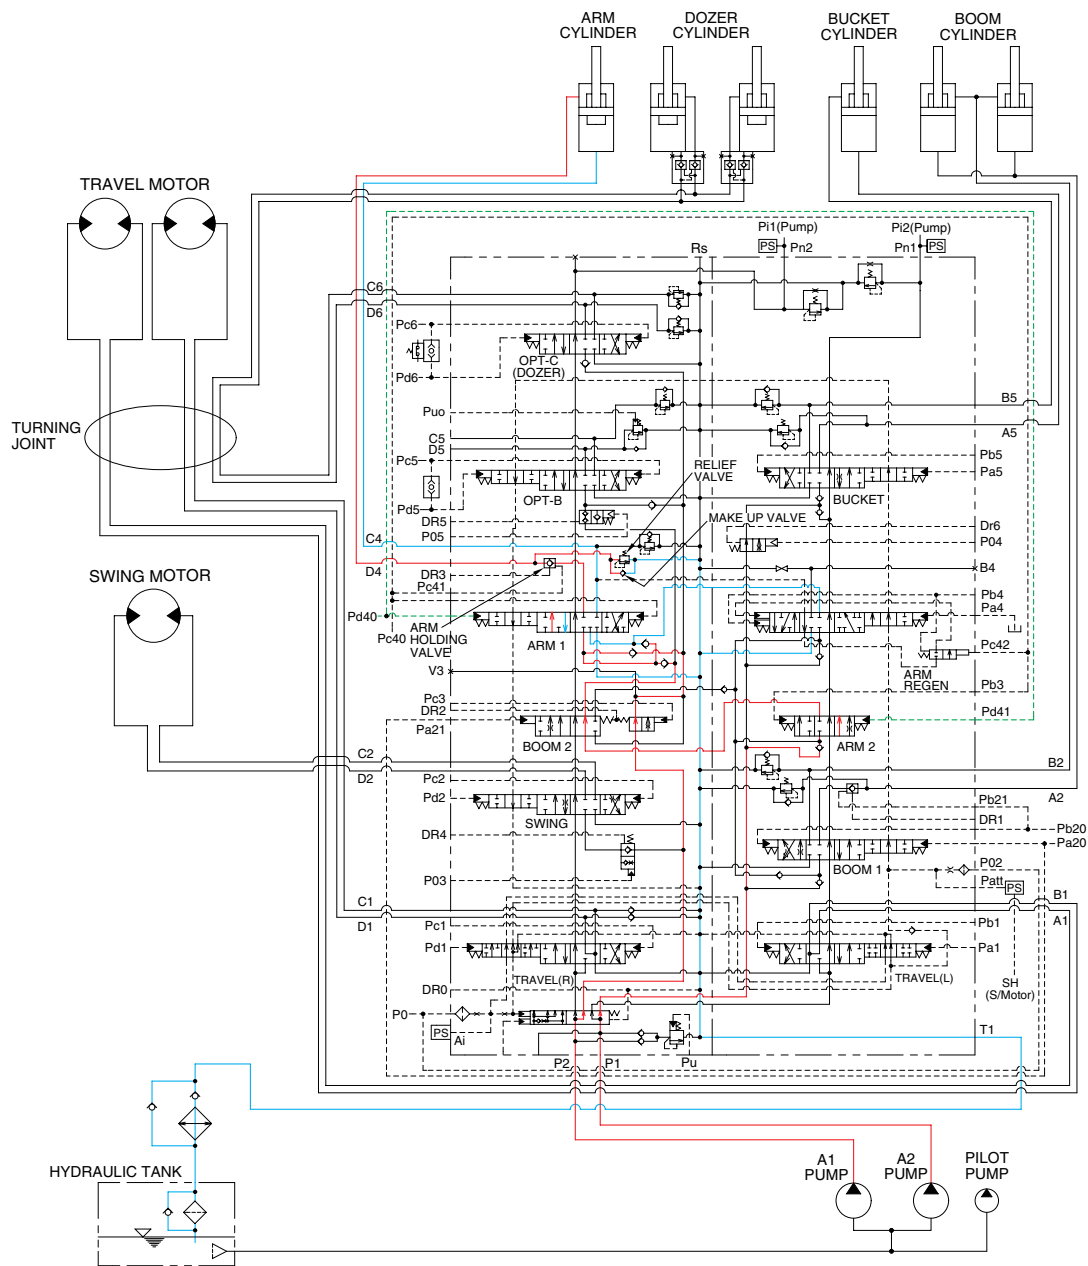 ARM
CYLINDER
DOZER
CYLINDER
BUCKET
CYLINDER
BOOM
CYLINDER
TRAVEL MOTOR
Pi1(Pump)
Pi2(Pump)
PS
Pn2
Pn1
PS
Rs
C6
D6
Pc6
Pd6
OPT-C
(DOZER)
Puo
B5
TURNING
JOINT
C5
D5
A5
Pc5
Pb5
Pa5
RELIEF
VALVE
OPT-B
BUCKET
Pd5
DR5
P05
MAKE UP VALVE
Dr6
P04
C4
D4
B4
SWING MOTOR
DR3
Pc41
Pb4
Pa4
Pd40
Pc40
ARM
HOLDING
VALVE
ARM 1
Pc42
ARM
REGEN
V3
Pb3
Pc3
DR2
Pa21
Pd41
BOOM 2
ARM 2
C2
D2
B2
A2
Pc2
Pd2
Pb21
DR1
SWING
DR4
Pb20
Pa20
BOOM 1
P03
P02
Patt
PS
C1
D1
B1
A1
Pc1
Pb1
Pd1
Pa1
TRAVEL(R)
TRAVEL(L)
DR0
SH
(S/Motor)
P0
PS
Ai
T1
P2
P1
Pu
HYDRAULIC TANK
A1
PUMP
A2
PUMP
PILOT
PUMP